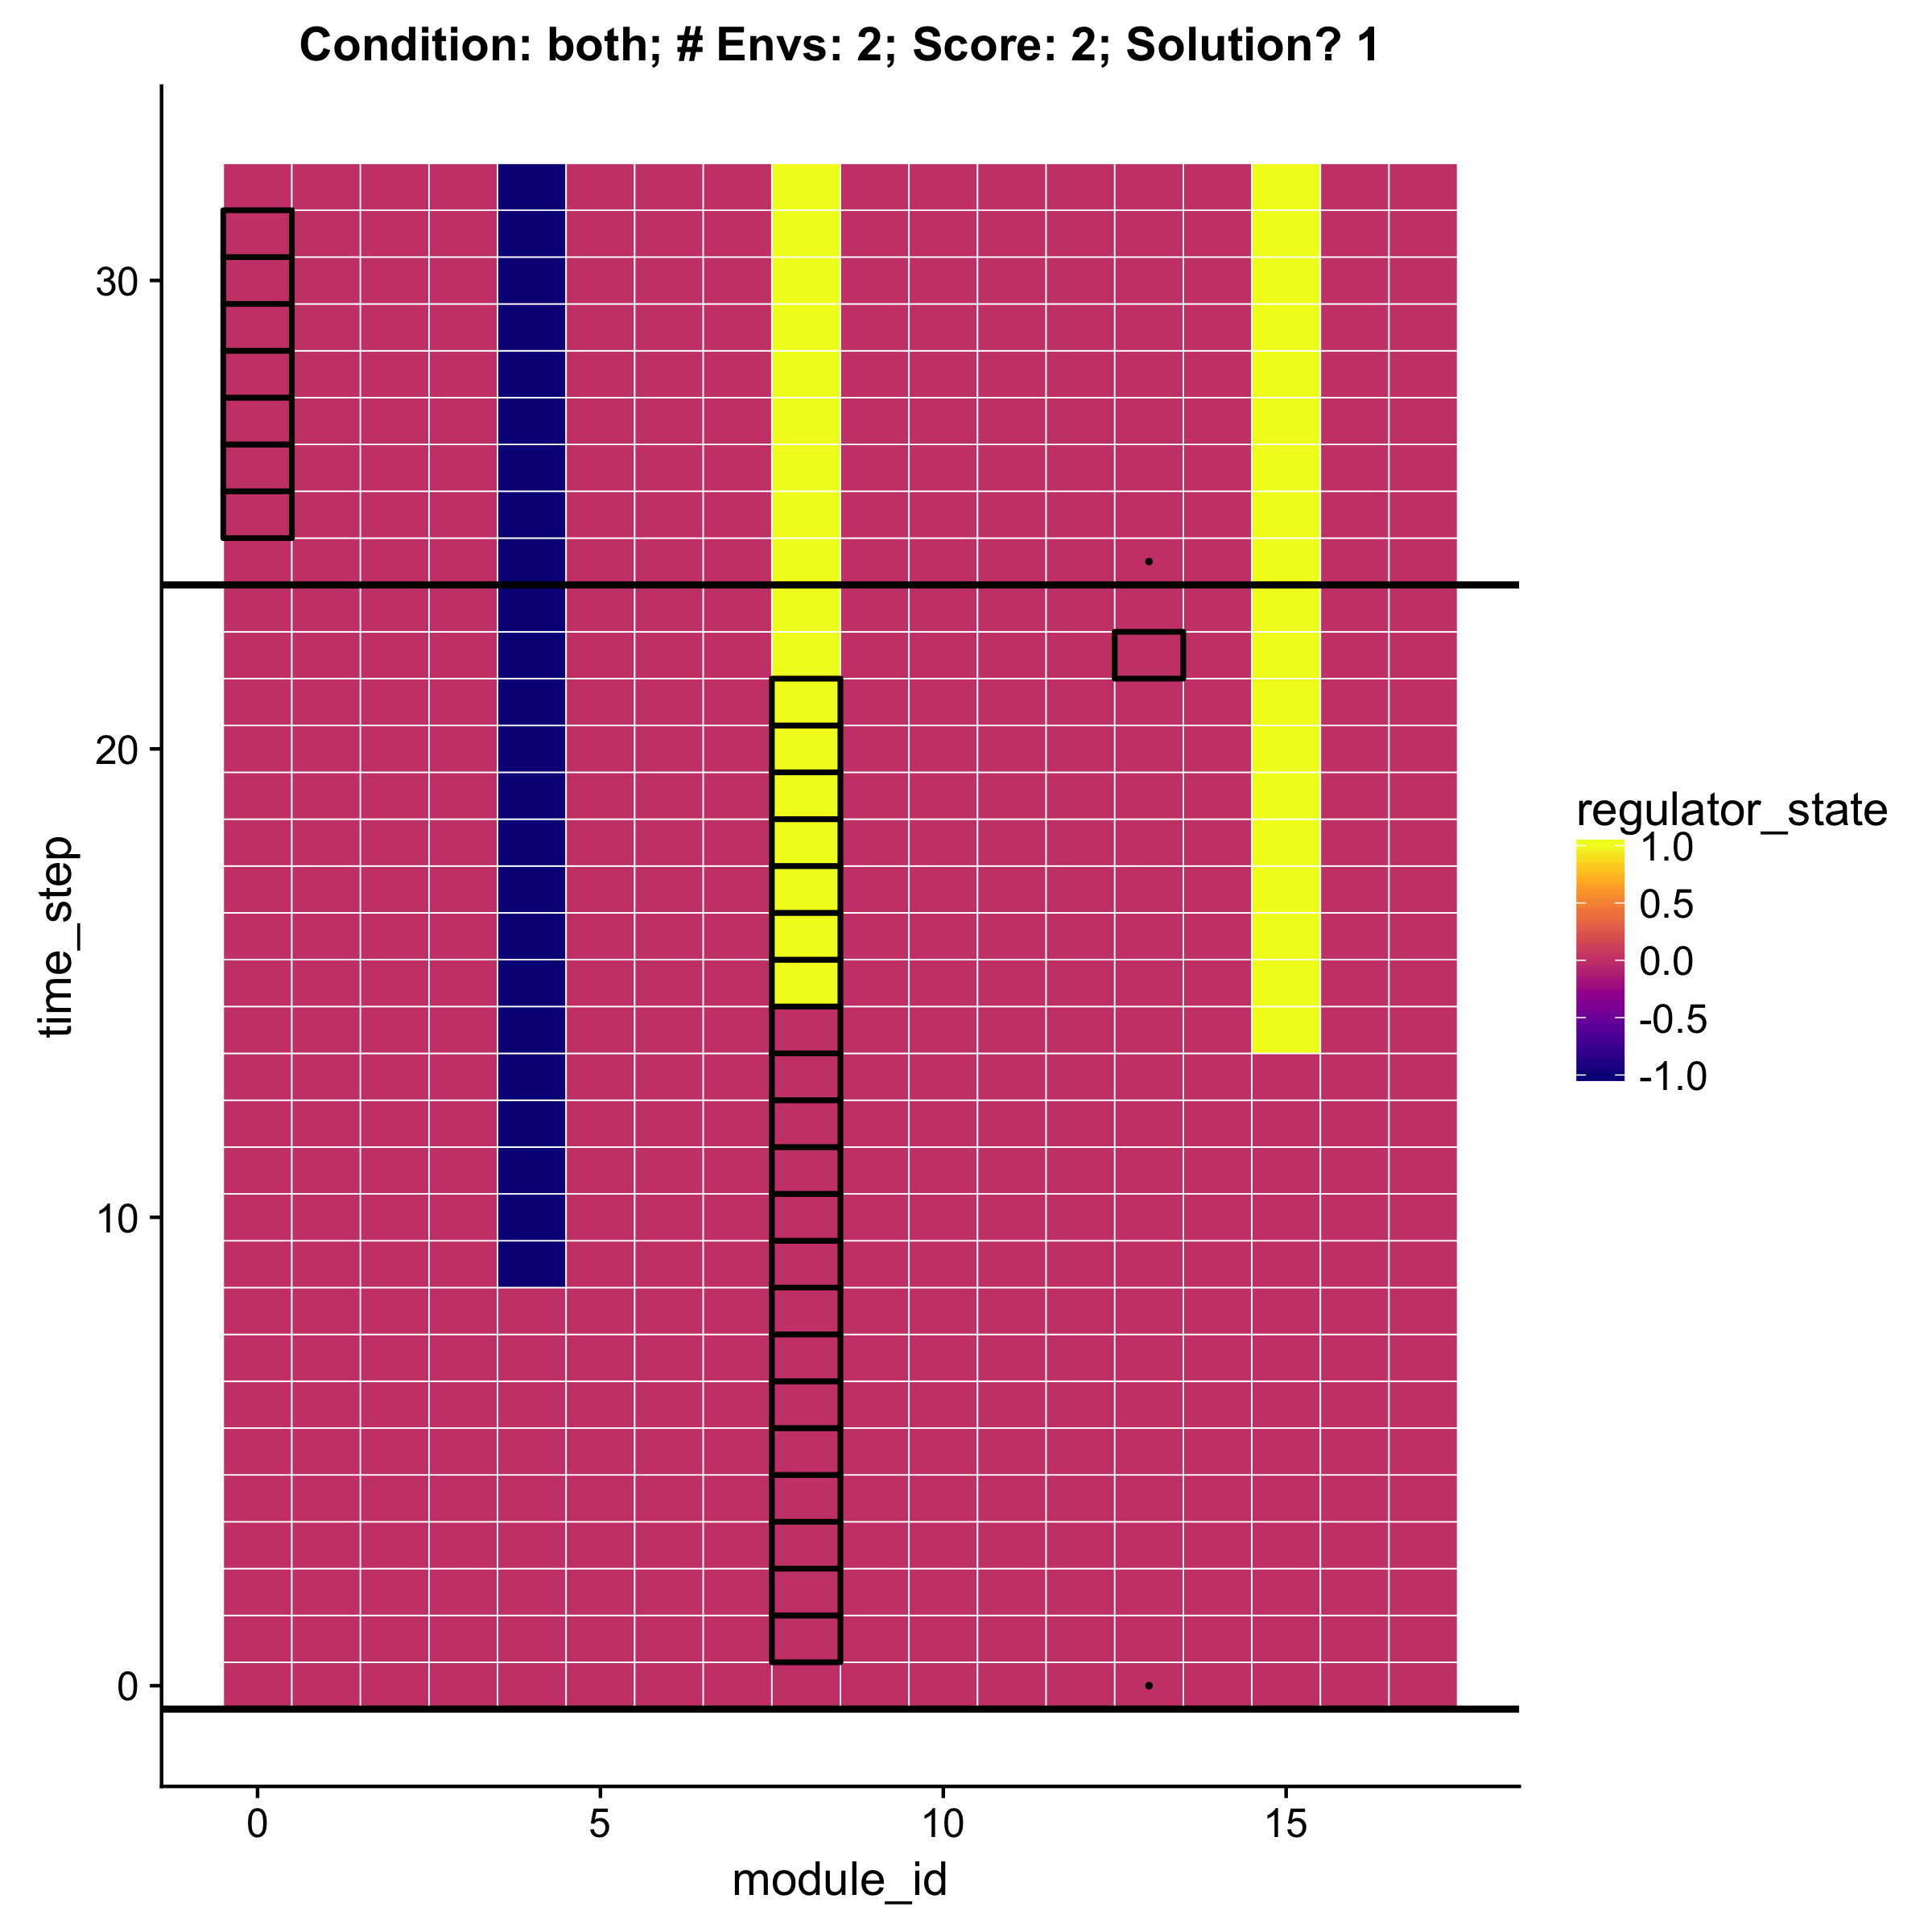 Condition: both; # Envs: 2; Score: 2; Solution? 1
time_step
30
20
10
0
0 5 10 15
module_id
regulator_state
1.0
0.5
0.0
-0.5
-1.0